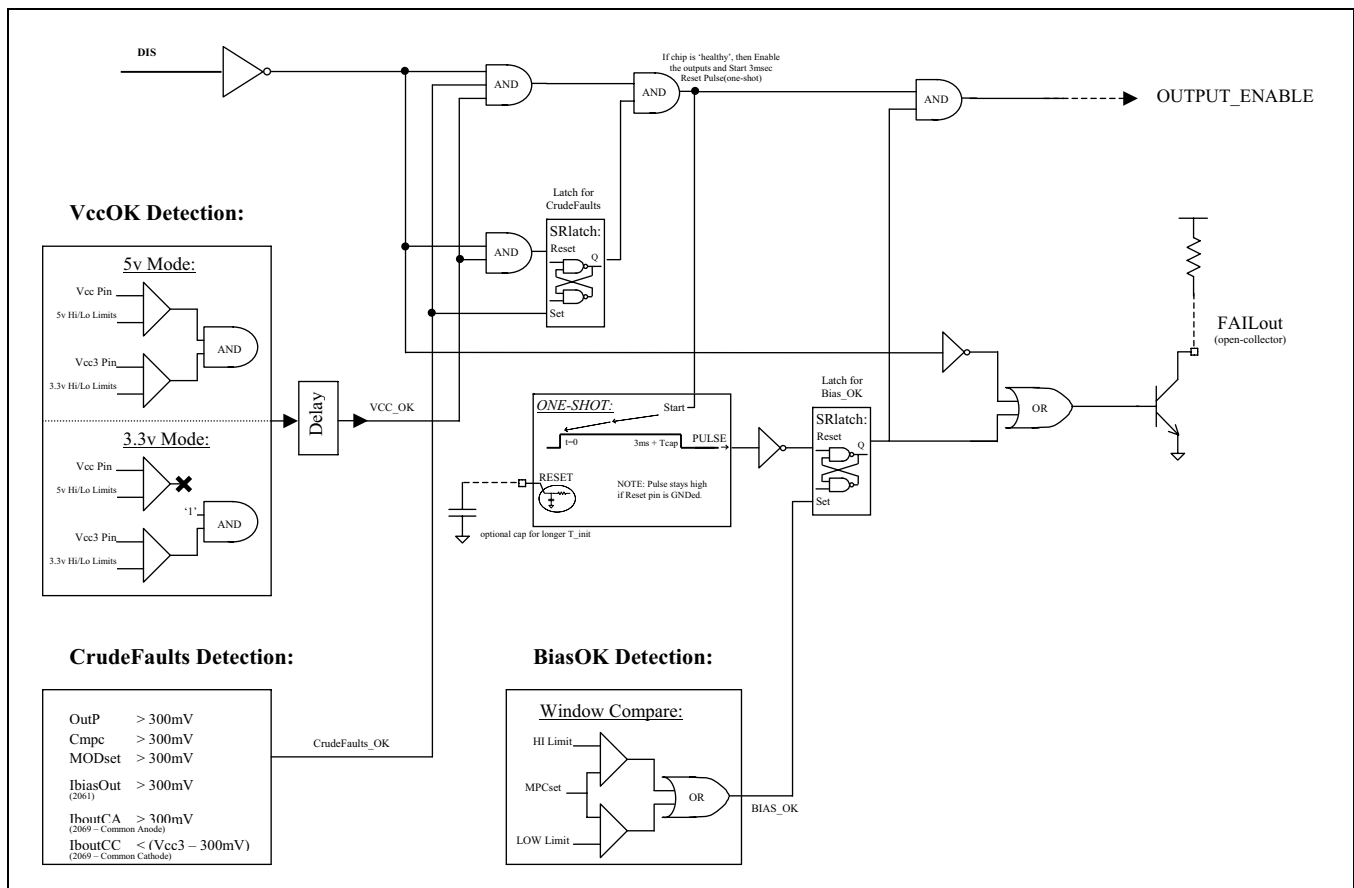 DIS
AND
AND
If chip is ‘healthy’, then Enable
the outputs and Start 3msec
Reset Pulse(one-shot)
AND
OUTPUT_ENABLE
VccOK Detection:
5v Mode:
Vcc Pin
5v Hi/Lo Limits
AND
Vcc3 Pin
3.3v Hi/Lo Limits
3.3v Mode:
Vcc Pin
5v Hi/Lo Limits
‘1’
AND
Vcc3 Pin
3.3v Hi/Lo Limits
Delay
VCC_OK
AND
Latch for
CrudeFaults
SRlatch:
Reset
Q
Set
FAILout
(open-collector)
OR
ONE-SHOT:
Start
t=0
3ms + Tcap
PULSE
RESET
NOTE: Pulse stays high
if Reset pin is GNDed.
optional cap for longer T_init
Latch for
Bias_OK
SRlatch:
Reset
Q
Set
CrudeFaults Detection:
OutP > 300mV
Cmpc > 300mV
MODset > 300mV
IbiasOut > 300mV
(2061)
IboutCA > 300mV
(2069 – Common Anode)
IboutCC < (Vcc3 – 300mV)
(2069 – Common Cathode)
CrudeFaults_OK
BiasOK Detection:
Window Compare:
HI Limit
MPCset
LOW Limit
OR
BIAS_OK